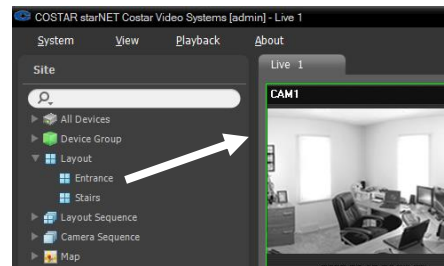 COSTAR starNET Costar Video Systems [admin] - Live 1
System View Playback About
Site
Live 1
CAM1
All Devices
Device Group
Layout
Entrance
Stairs
Layout Sequence
Camera Sequence
Map